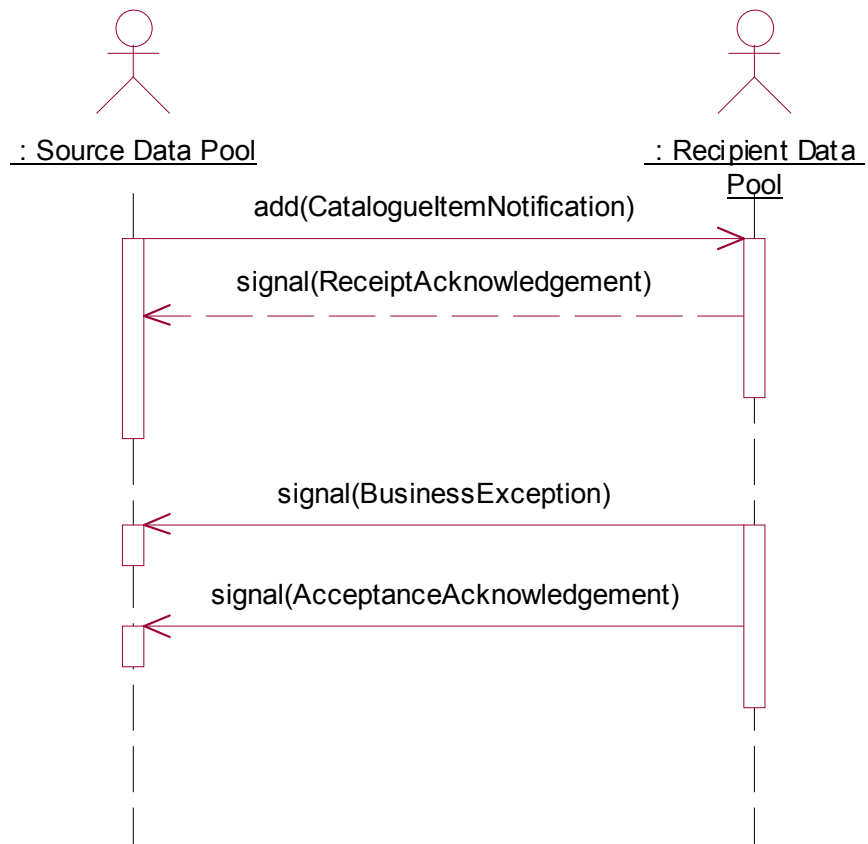 : Source Data Pool
: Recipient Data
Pool
add(CatalogueItemNotification)
signal(ReceiptAcknowledgement)
signal(BusinessException)
signal(AcceptanceAcknowledgement)